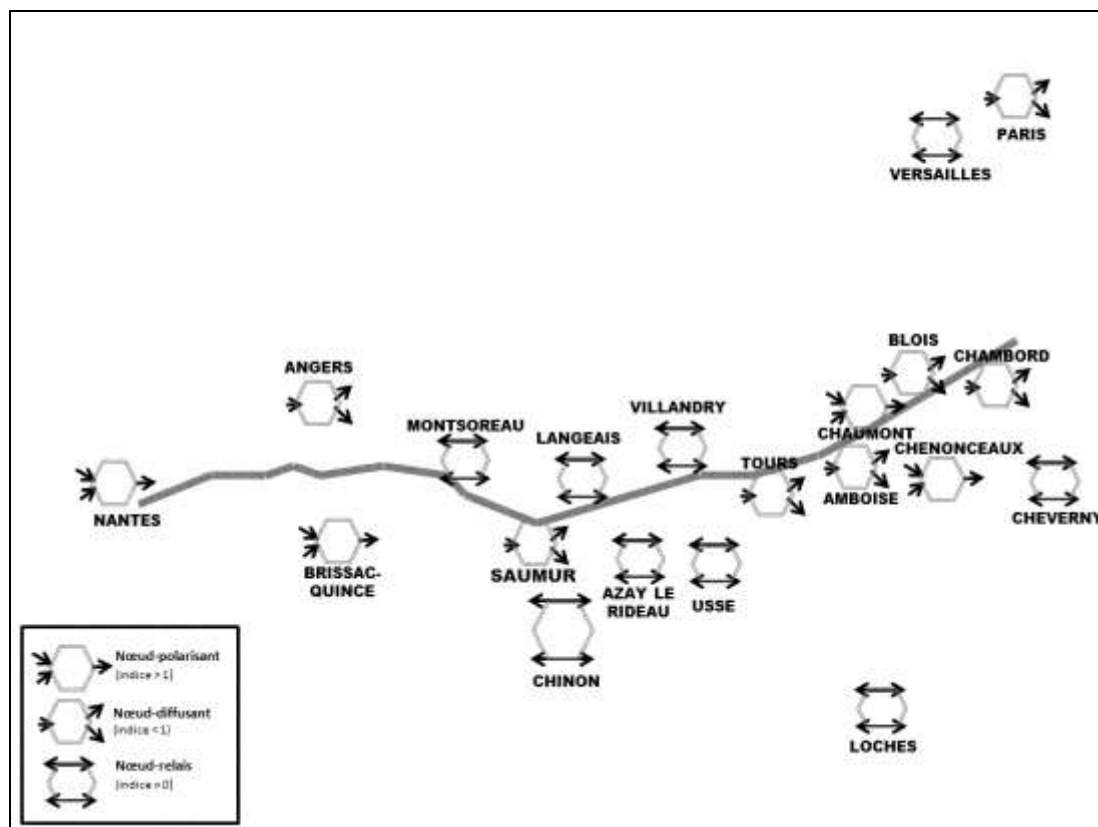 PARIS
VERSAILLES
BLOIS
ANGERS
CHAMBORD
VILLANDRY
MONTSOREAU
LANGEAIS
CHAUMONT
CHENONCEAUX
TOURS
AMBOISE
NANTES
CHEVERNY
BRISSAC-
QUINCE
SAUMUR
AZAY LE
RIDEAU
USSE
CHINON
LOCHES
Nœud-polarisant
(indice > 1)
Nœud-diffusant
(indice < 1)
Nœud-relais
(indice = 0)